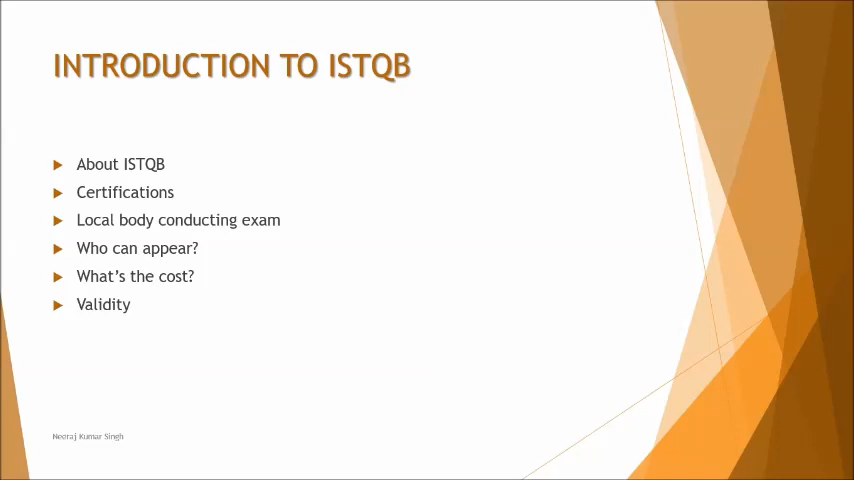 INTRODUCTION TO ISTQB
About ISTQB
Certifications
Local body conducting exam
Who can appear?
What's the cost?
Validity
Neeraj Kumar Singh